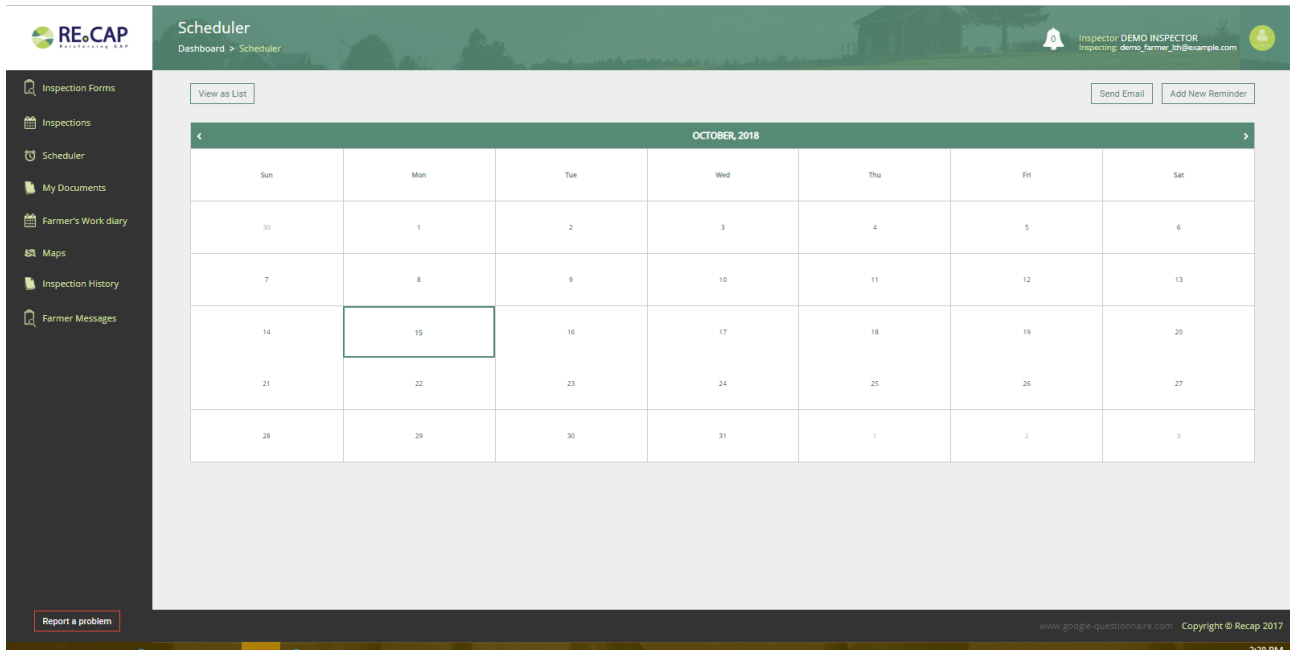 RE.CAP
Reinforcing CAP
Scheduler
Dashboard > Scheduler
0
Inspector DEMO INSPECTOR
Inspecting: demo_farmer_lth@example.com
Inspection Forms
Inspections
Scheduler
My Documents
Farmer's Work diary
Maps
Inspection History
Farmer Messages
View as List
Send Email
Add New Reminder
< OCTOBER, 2018 >
Sun Mon Tue Wed Thu Fri Sat
30 1 2 3 4 5 6
7 8 9 10 11 12 13
14 15 16 17 18 19 20
21 22 23 24 25 26 27
28 29 30 31 1 2 3
Report a problem
www.google-questionnaire.com Copyright © Recap 2017